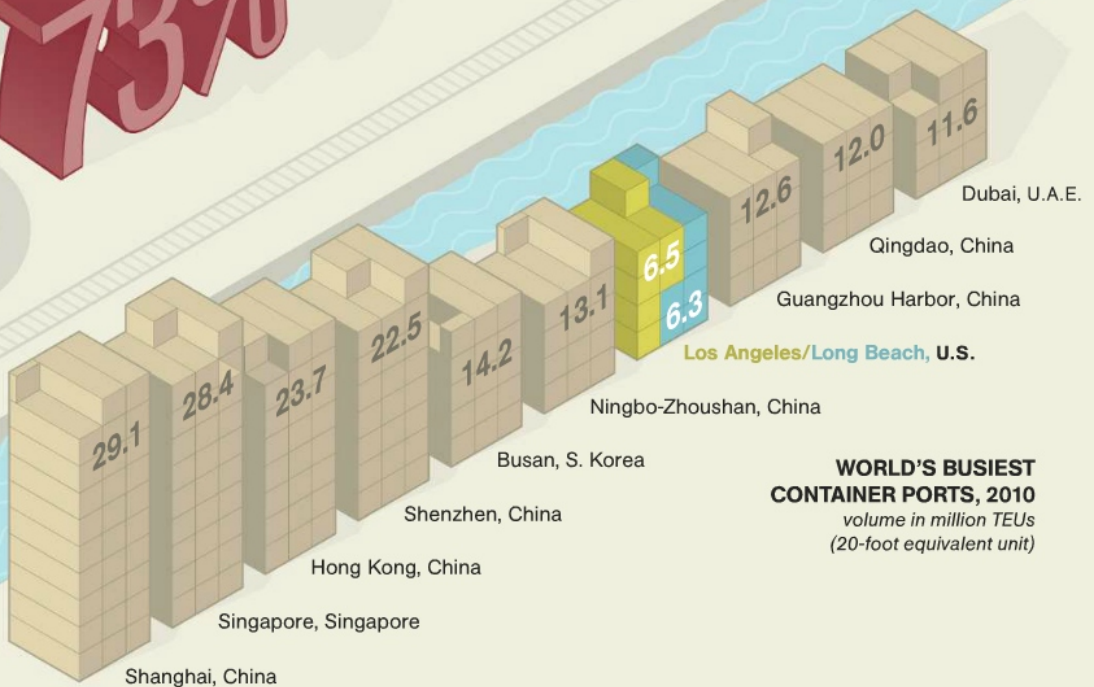 73%
29.1
28.4
23.7
22.5
14.2
13.1
6.5
6.3
12.6
12.0
11.6
Dubai, U.A.E.
Qingdao, China
Guangzhou Harbor, China
Los Angeles/Long Beach, U.S.
Ningbo-Zhoushan, China
Busan, S. Korea
Shenzhen, China
Hong Kong, China
Singapore, Singapore
Shanghai, China
WORLD'S BUSIEST
CONTAINER PORTS, 2010
volume in million TEUs
(20-foot equivalent unit)